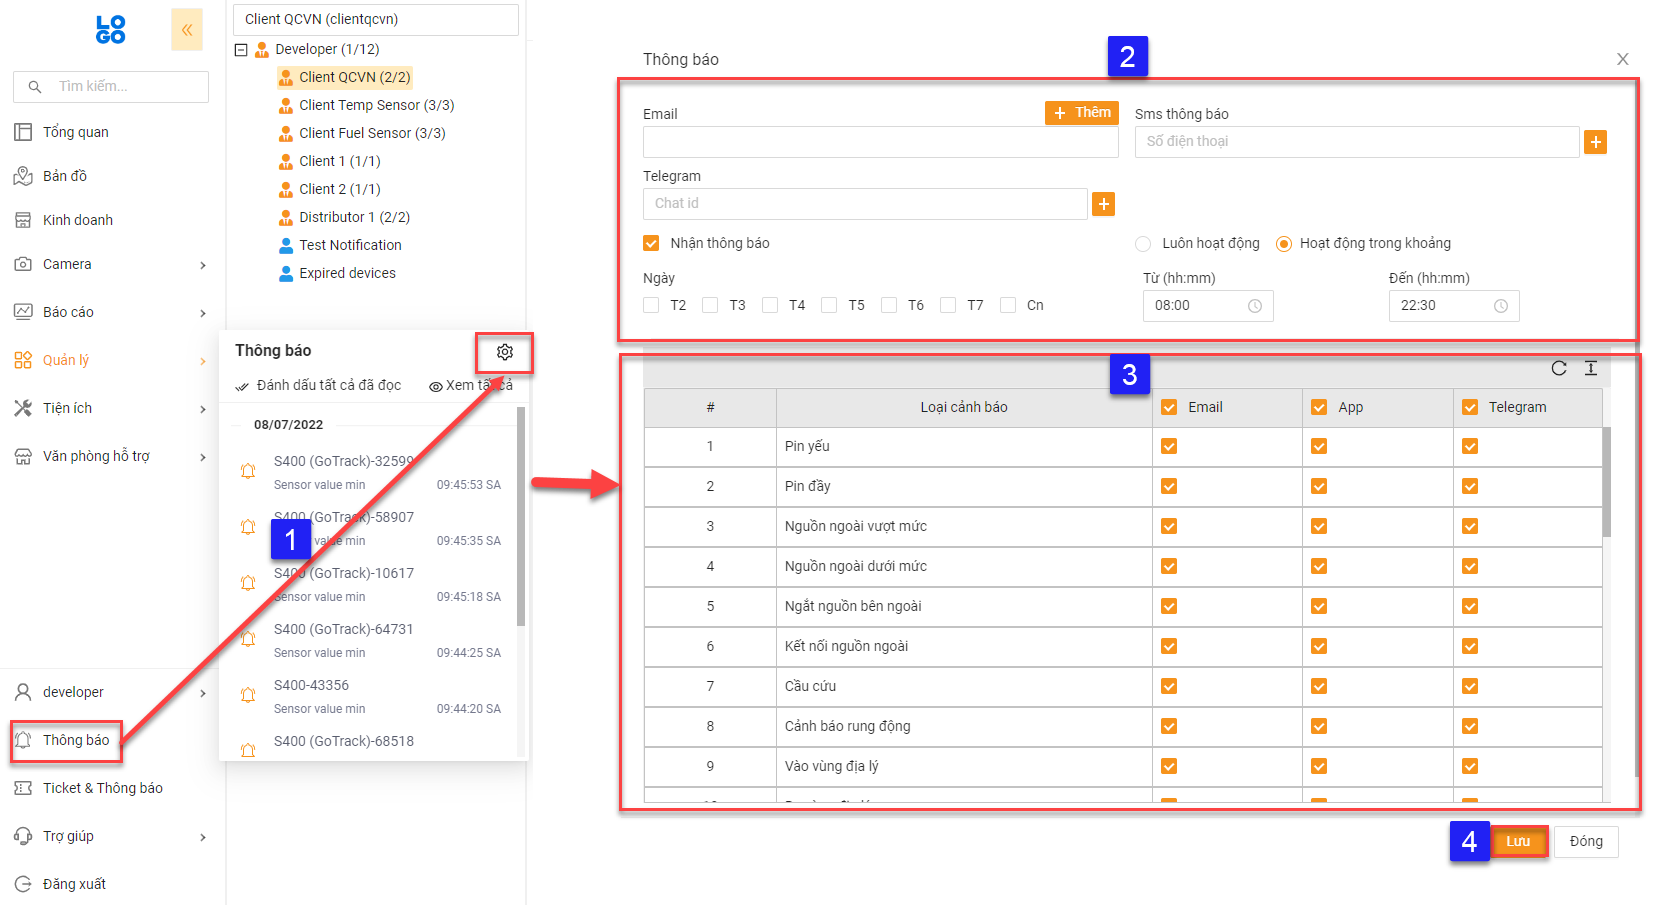 LO
GO
Tìm kiếm...
Tổng quan
Bản đồ
Kinh doanh
Camera
Báo cáo
Quản lý
Tiện ích
Văn phòng hỗ trợ
developer
Thông báo
Ticket & Thông báo
Trợ giúp
Đăng xuất
Client QCVN (clientqcvn)
Developer (1/12)
Client QCVN (2/2)
Client Temp Sensor (3/3)
Client Fuel Sensor (3/3)
Client 1 (1/1)
Client 2 (1/1)
Distributor 1 (2/2)
Test Notification
Expired devices
Thông báo
Đánh dấu tất cả đã đọc Xem tất cả
08/07/2022
S400 (GoTrack)-32599
Sensor value min 09:45:53 SA
S400 (GoTrack)-58907
value me min 09:45:35 SA
1
S400 (GoTrack)-10617
Sensor value min 09:45:18 SA
S400 (GoTrack)-64731
Sensor value min 09:44:25 SA
S400-43356
Sensor value min 09:44:20 SA
S400 (GoTrack)-68518
Thông báo
2
X
Email + Thêm Sms thông báo
Số điện thoại +
Telegram
Chat id +
Nhận thông báo Luôn hoạt động Hoạt động trong khoảng
Ngày Từ (hh:mm) Đến (hh:mm)
T2 T3 T4 T5 T6 T7 Cn 08:00 22:30
3
# Loại cảnh báo Email App Telegram
1 Pin yếu
2 Pin đầy
3 Nguồn ngoài vượt mức
4 Nguồn ngoài dưới mức
5 Ngắt nguồn bên ngoài
6 Kết nối nguồn ngoài
7 Cầu cứu
8 Cảnh báo rung động
9 Vào vùng địa lý
4 Lưu Đóng